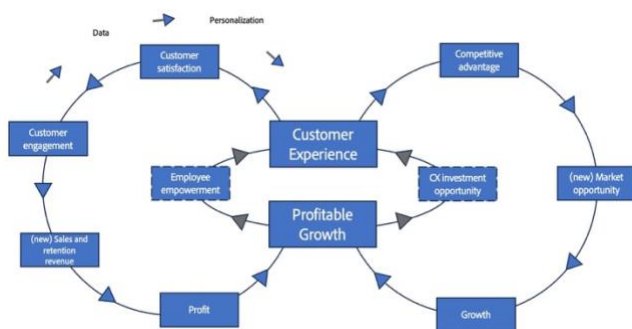 Personalization
Data
Customer
satisfaction
Competitive
advantage
Customer
engagement
Customer
Experience
Employee
empowerment
CX investment
opportunity
(new) Market
opportunity
Profitable
Growth
(new) Sales and
retention
revenue
Profit
Growth